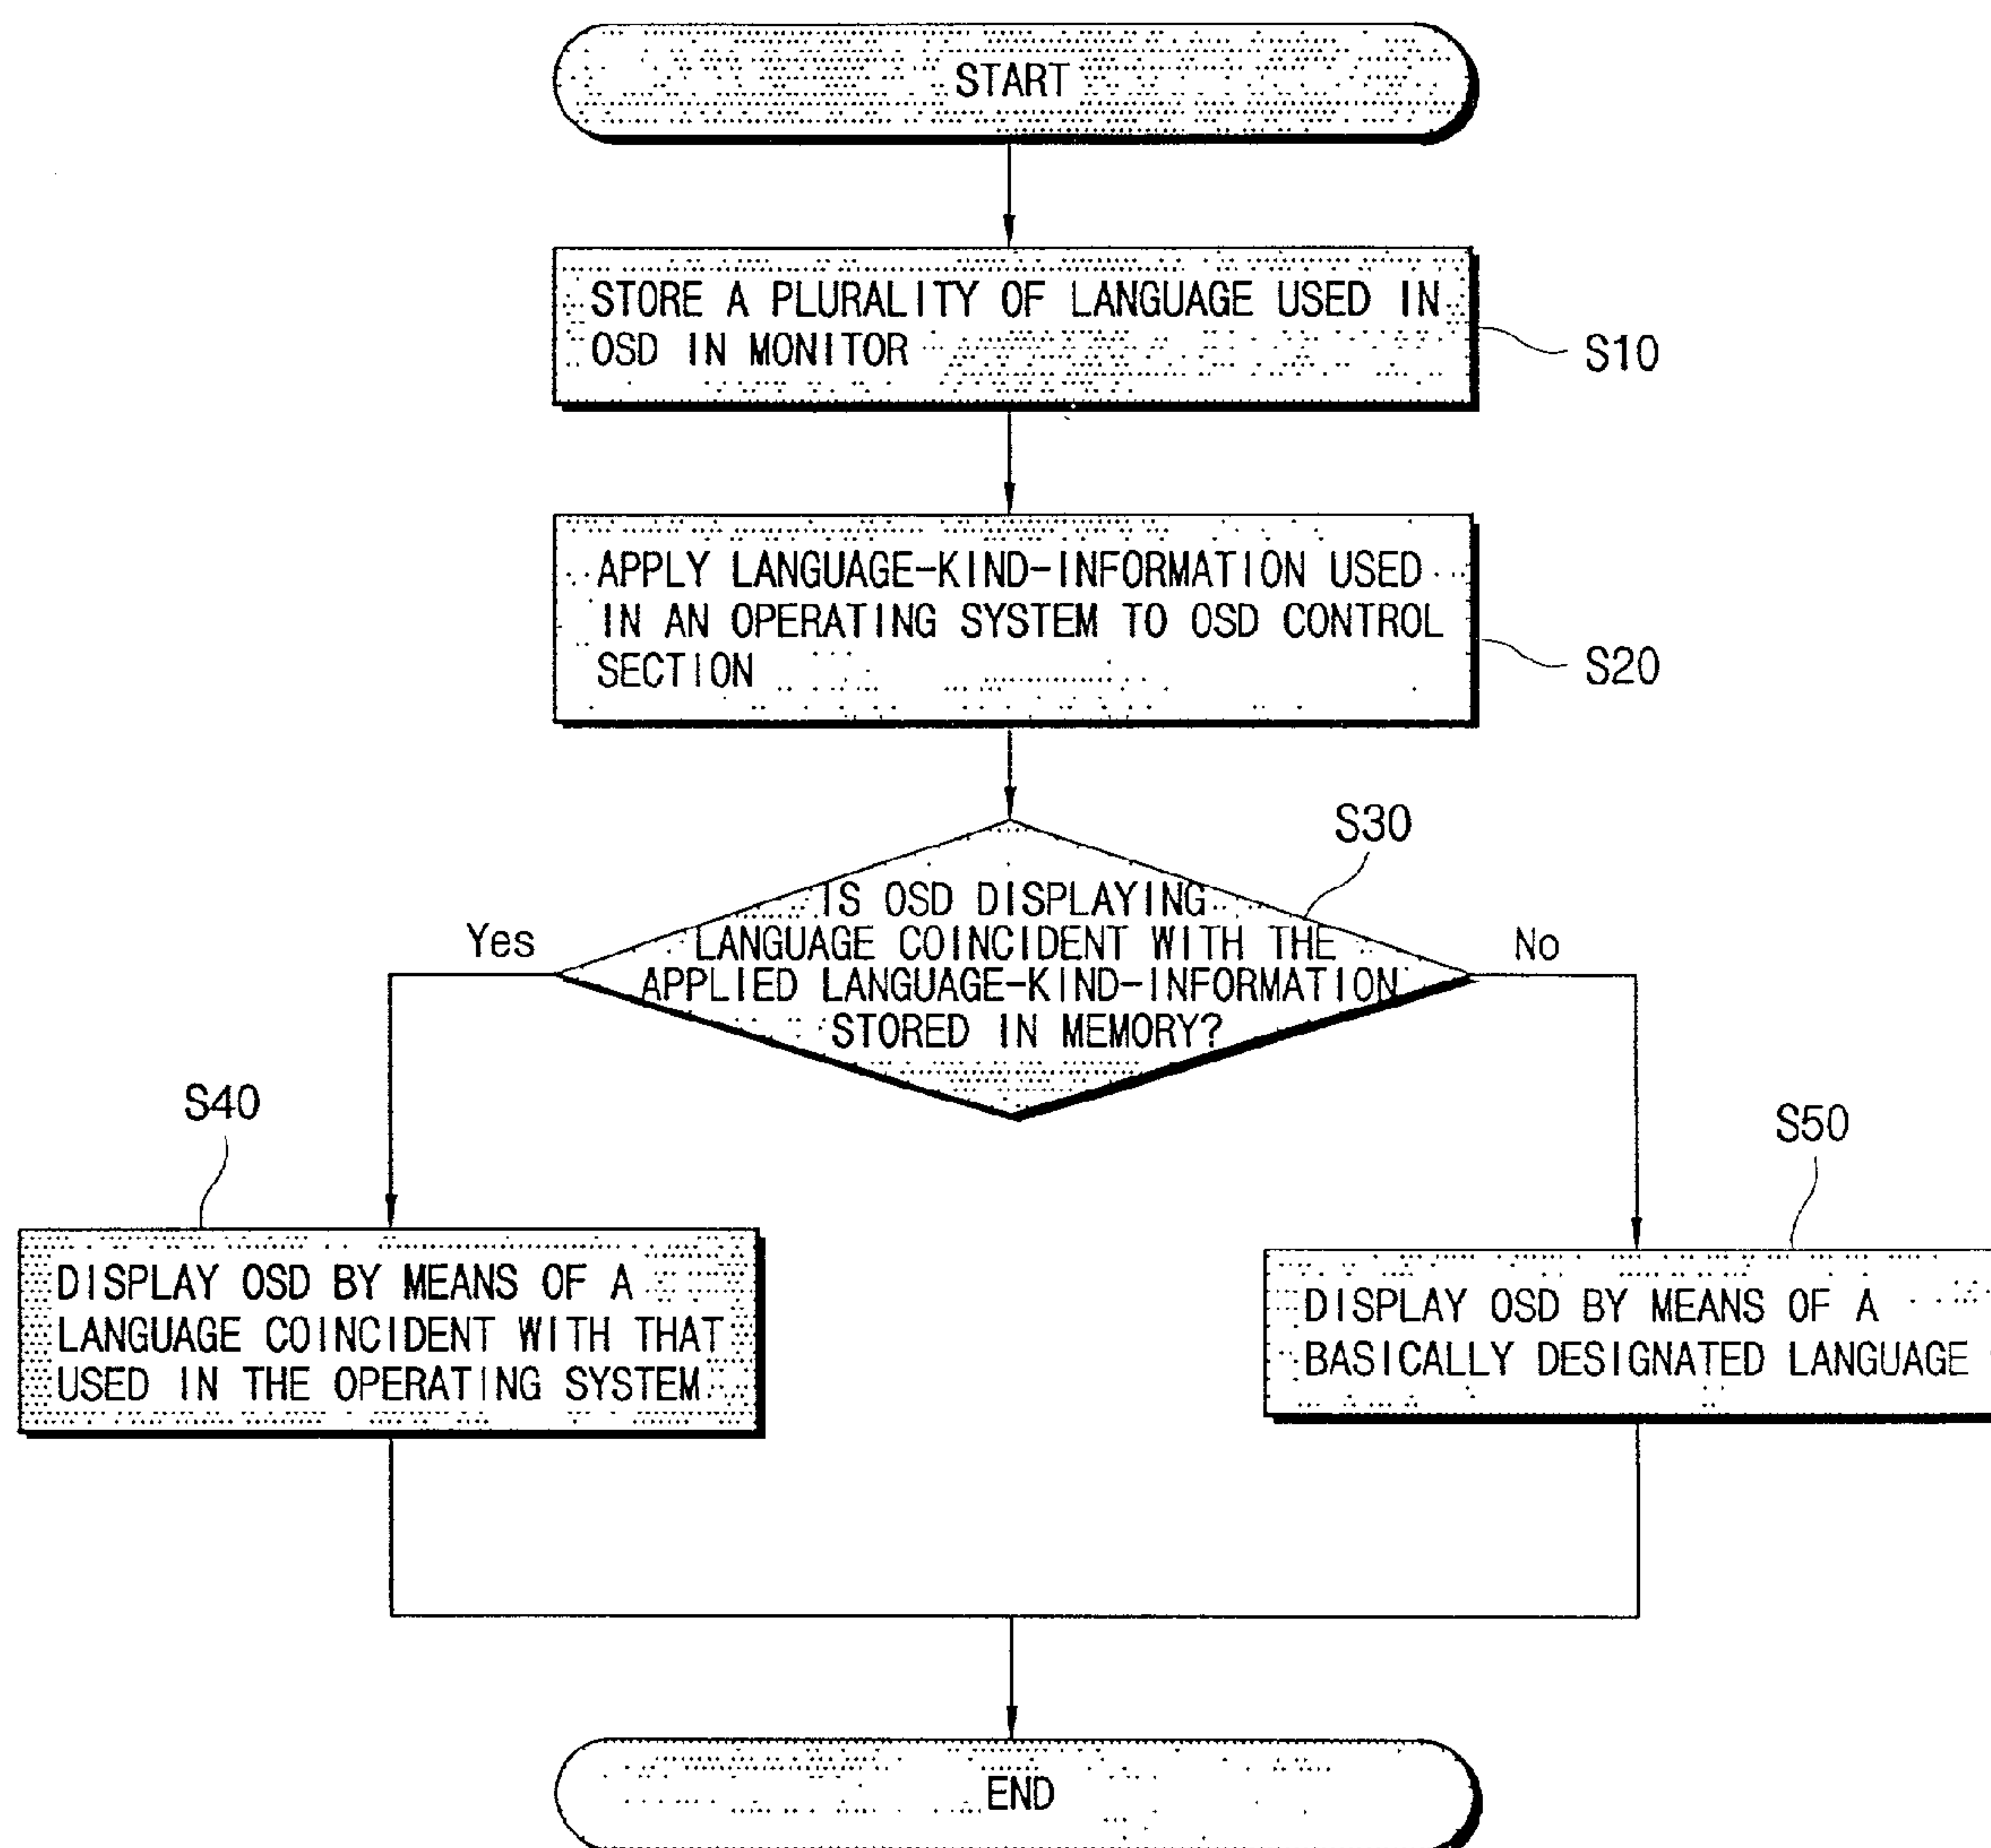 START
STORE A PLURALITY OF LANGUAGE USED IN
OSD IN MONITOR
S10
APPLY LANGUAGE-KIND-INFORMATION USED
IN AN OPERATING SYSTEM TO OSD CONTROL
SECTION
S20
S30
IS OSD DISPLAYING
LANGUAGE COINCIDENT WITH THE
APPLIED LANGUAGE-KIND-INFORMATION
STORED IN MEMORY?
Yes
No
S40
DISPLAY OSD BY MEANS OF A
LANGUAGE COINCIDENT WITH THAT
USED IN THE OPERATING SYSTEM
S50
DISPLAY OSD BY MEANS OF A
BASICALLY DESIGNATED LANGUAGE
END